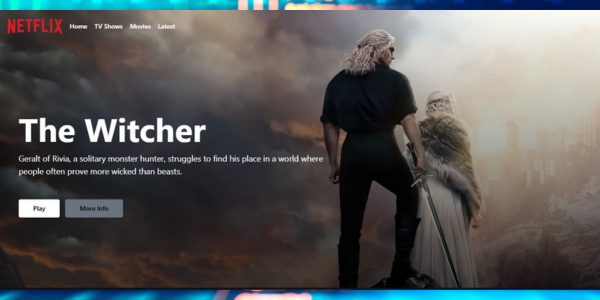 NETFLIX Home TV Shows Movies Latest
The Witcher
Geralt of Rivia, a solitary monster hunter, struggles to find his place in a world where
people often prove more wicked than beasts.
Play More Info